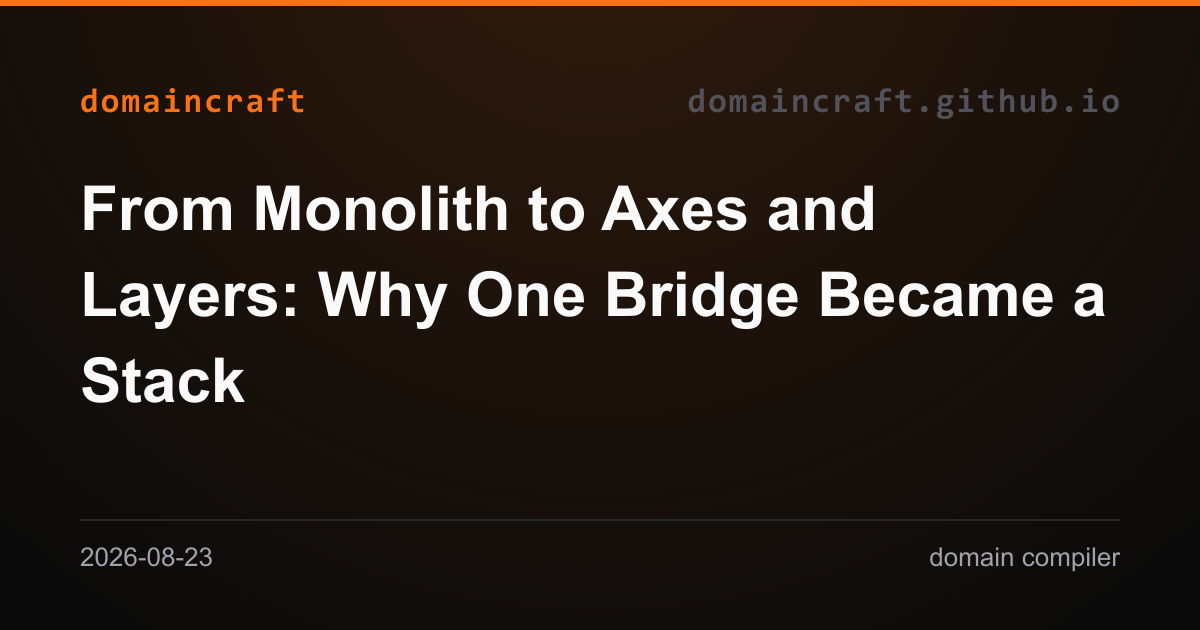 domaincraft
domaincraft.github.io
From Monolith to Axes and
Layers: Why One Bridge Became a
Stack
2026-08-23
domain compiler